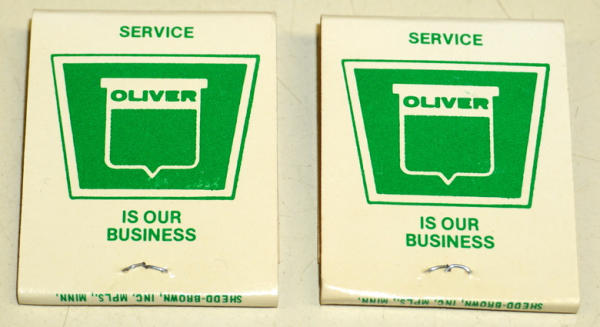 SERVICE
OLIVER
IS OUR
BUSINESS
SHEDD-BROWN, INC. MPLS., MINN.
SERVICE
OLIVER
IS OUR
BUSINESS
SHEDD-BROWN, INC. MPLS., MINN.